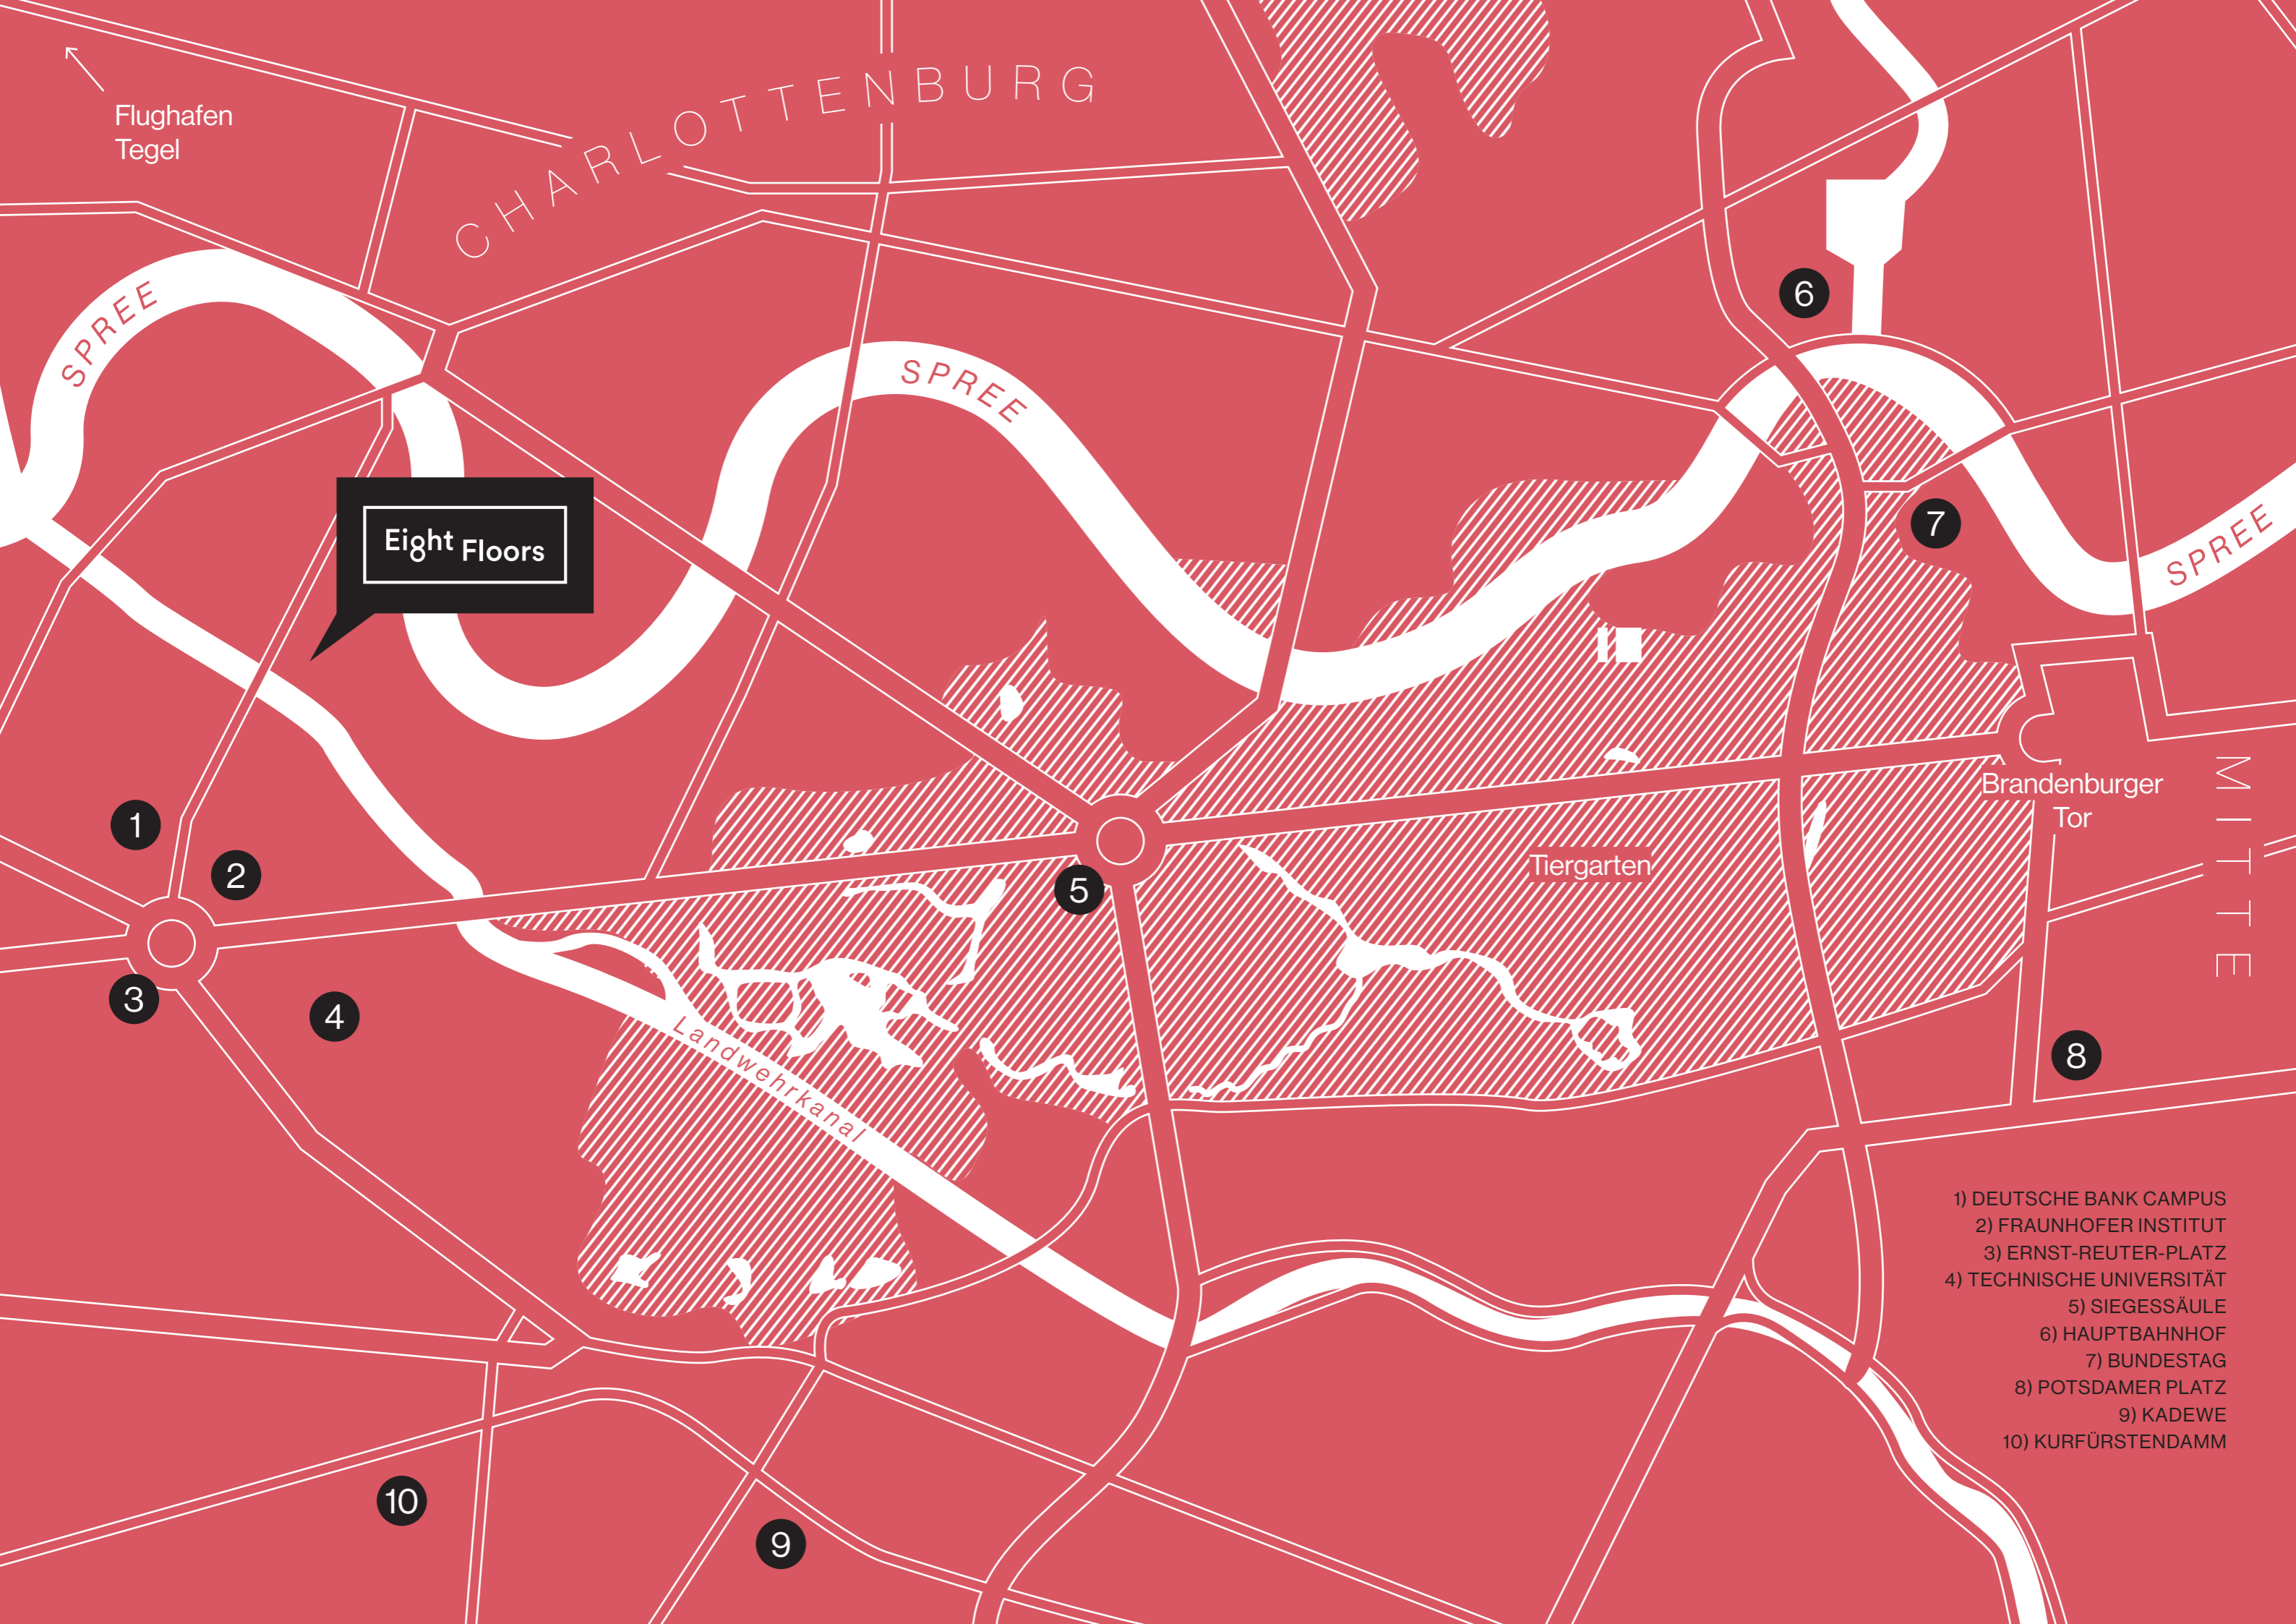 Flughafen
Tegel
CHARLOTTENBURG
SPREE
SPREE
SPREE
Eight Floors
6
7
1
2
3
4
5
Tiergarten
Brandenburger
Tor
MITTE
Landwehrkanal
8
10
9
1) DEUTSCHE BANK CAMPUS
2) FRAUNHOFER INSTITUT
3) ERNST-REUTER-PLATZ
4) TECHNISCHE UNIVERSITÄT
5) SIEGESSÄULE
6) HAUPTBAHNHOF
7) BUNDESTAG
8) POTSDAMER PLATZ
9) KADEWE
10) KURFÜRSTENDAMM